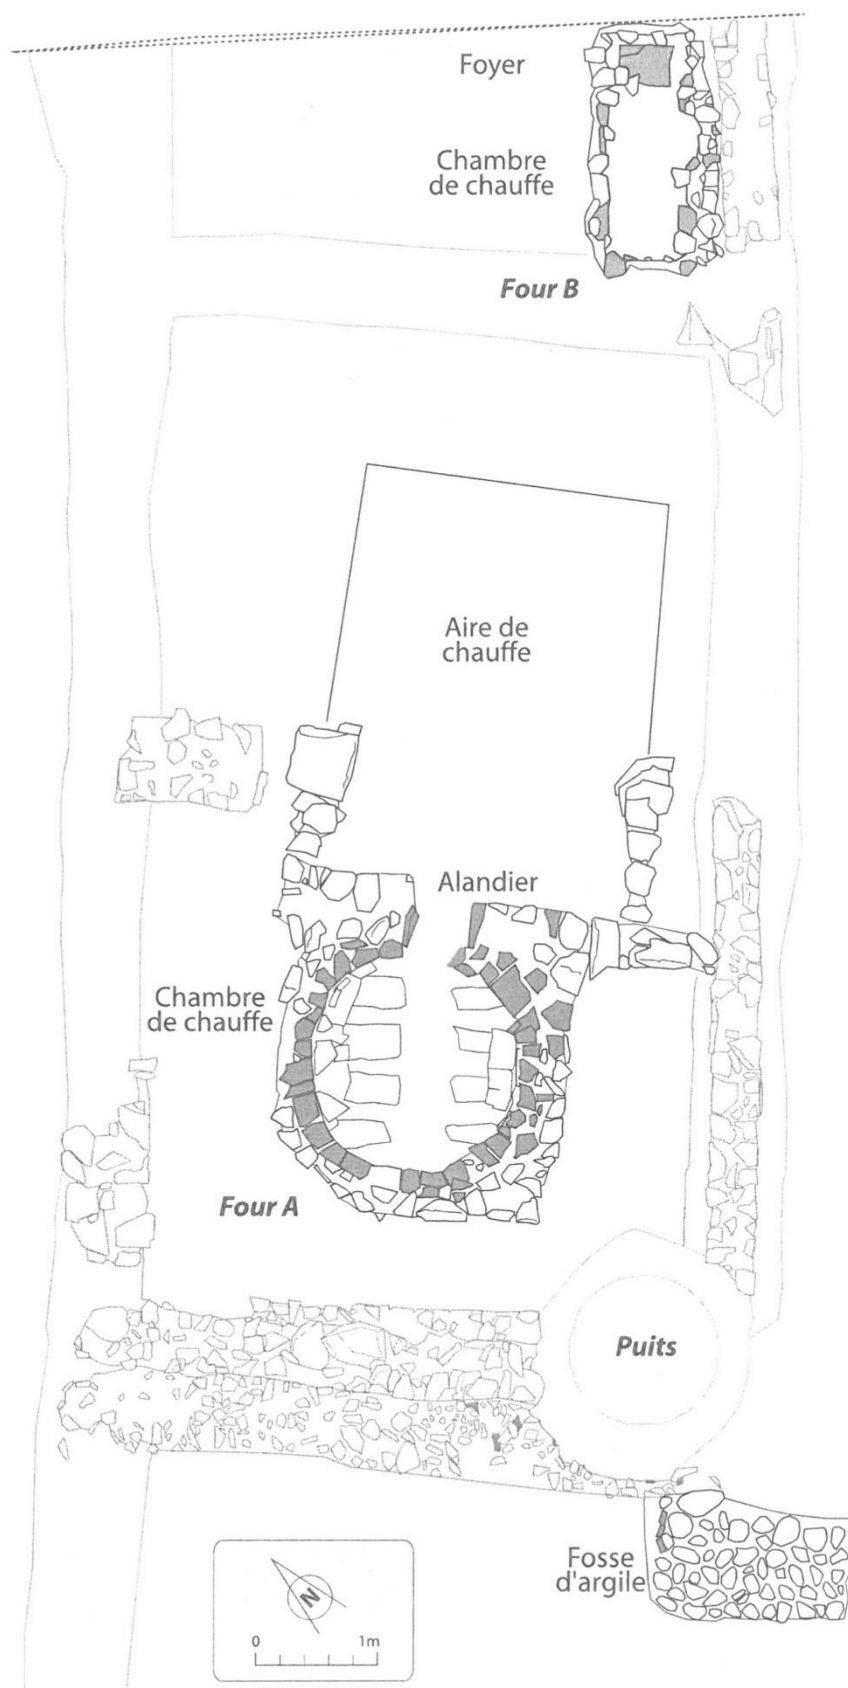 Foyer
Chambre
de chauffe
Four B
Aire de
chauffe
Alandier
Chambre
de chauffe
Four A
Puits
Fosse
d'argile
N
0 1m